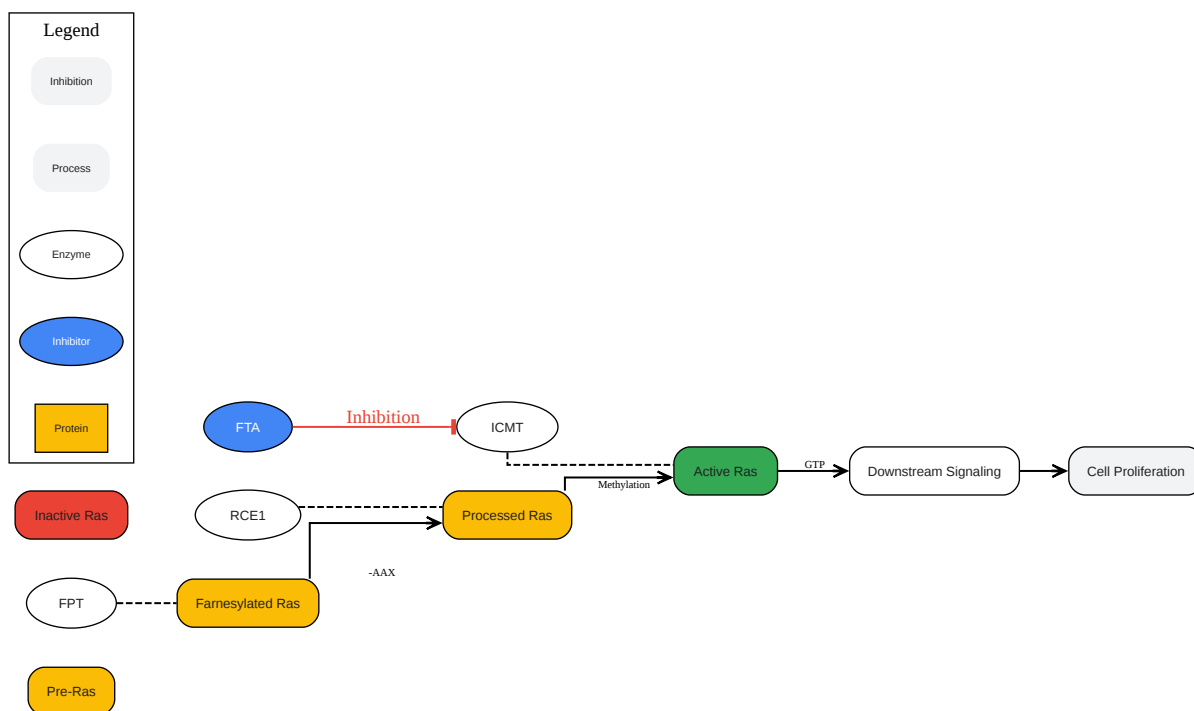 Legend
Inhibition
Process
Enzyme
Inhibitor
Protein
FTA
Inhibition
ICMT
Active Ras
GTP
Downstream Signaling
Cell Proliferation
Methylation
Inactive Ras
RCE1
Processed Ras
-AAX
FPT
Farnesylated Ras
Pre-Ras